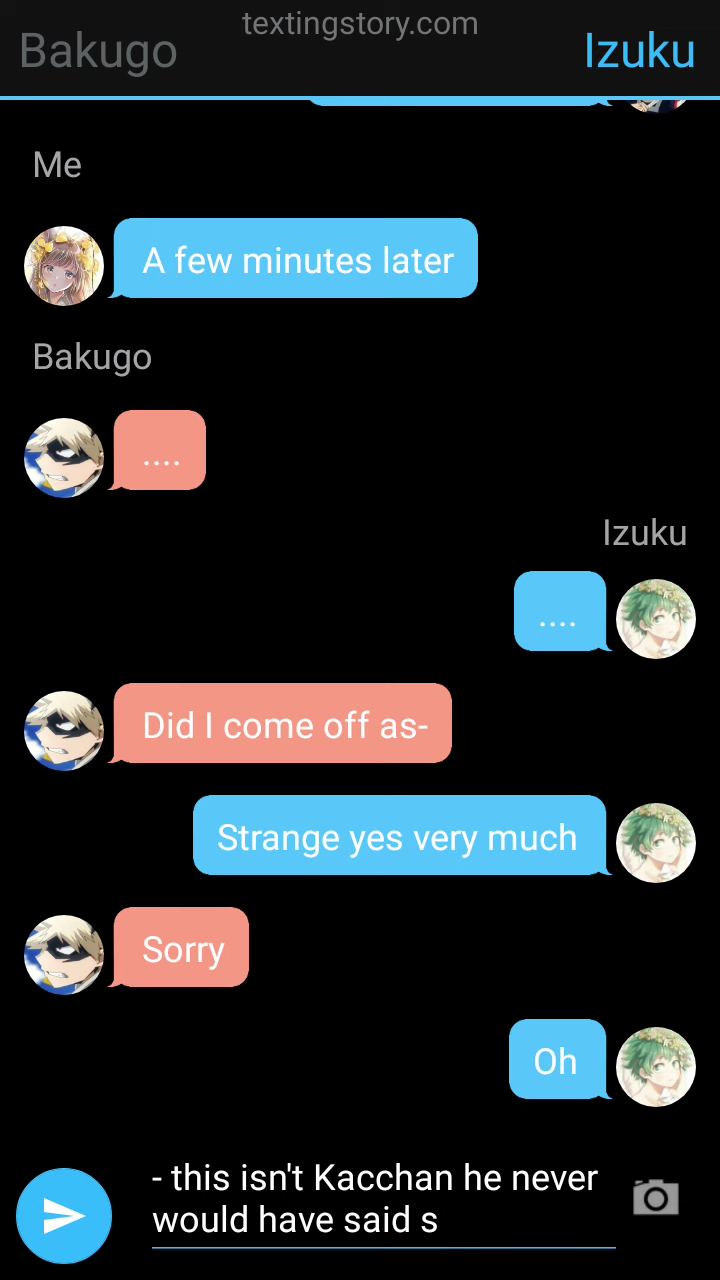 textingstory.com
Bakugo
Izuku
Me
A few minutes later
Bakugo
....
Izuku
....
Did I come off as-
Strange yes very much
Sorry
Oh
- this isn't Kacchan he never
would have said s